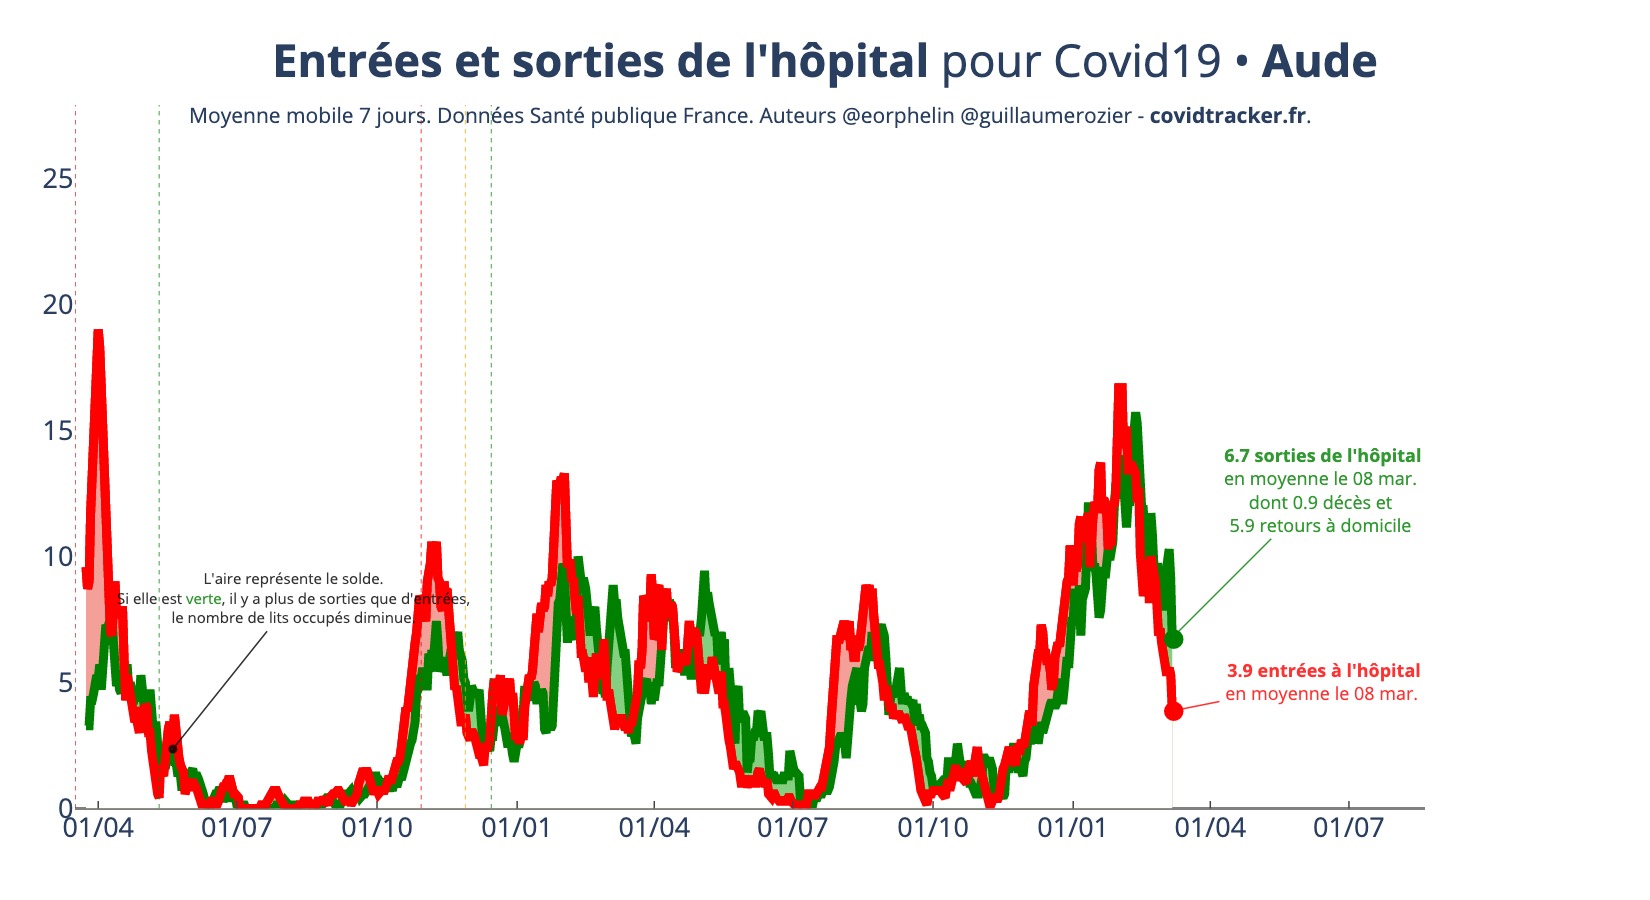 Entrées et sorties de l'hôpital pour Covid19 • Aude
Moyenne mobile 7 jours. Données Santé publique France. Auteurs @eorphelin @guillaumerozier - covidtracker.fr.
25
20
15
10
5
0
6.7 sorties de l'hôpital
en moyenne le 08 mar.
dont 0.9 décès et
5.9 retours à domicile
L'aire représente le solde.
Si elle est verte, il y a plus de sorties que d'entrées,
le nombre de lits occupés diminue.
3.9 entrées à l'hôpital
en moyenne le 08 mar.
01/04 01/07 01/10 01/01 01/04 01/07 01/10 01/01 01/04 01/07